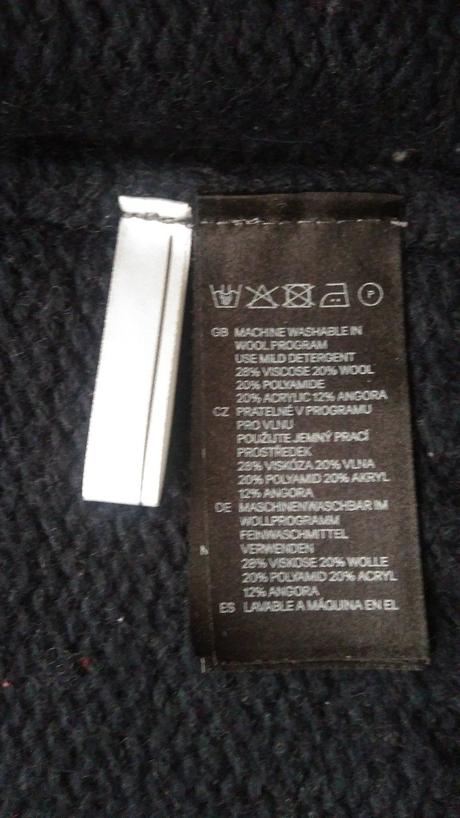 P
GB MACHINE WASHABLE IN
WOOL PROGRAM
USE MILD DETERGENT
28% VISCOSE 20% WOOL
20% POLYAMIDE
20% ACRYLIC 12% ANGORA
CZ PRATELNÉ V PROGRAMU
PRO VLNU
POUŽIJTE JEMNÝ PRACÍ
PROSTŘEDEK
28% VISKÓZA 20% VLNA
20% POLYAMID 20% AKRYL
12% ANGORA
DE MASCHINENWASCHBAR IM
WOLLPROGRAMM
FEINWASCHMITTEL
VERWENDEN
28% VISKOSE 20% WOLLE
20% POLYAMID 20% ACRYL
12% ANGORA
ES LAVABLE A MÁQUINA EN EL